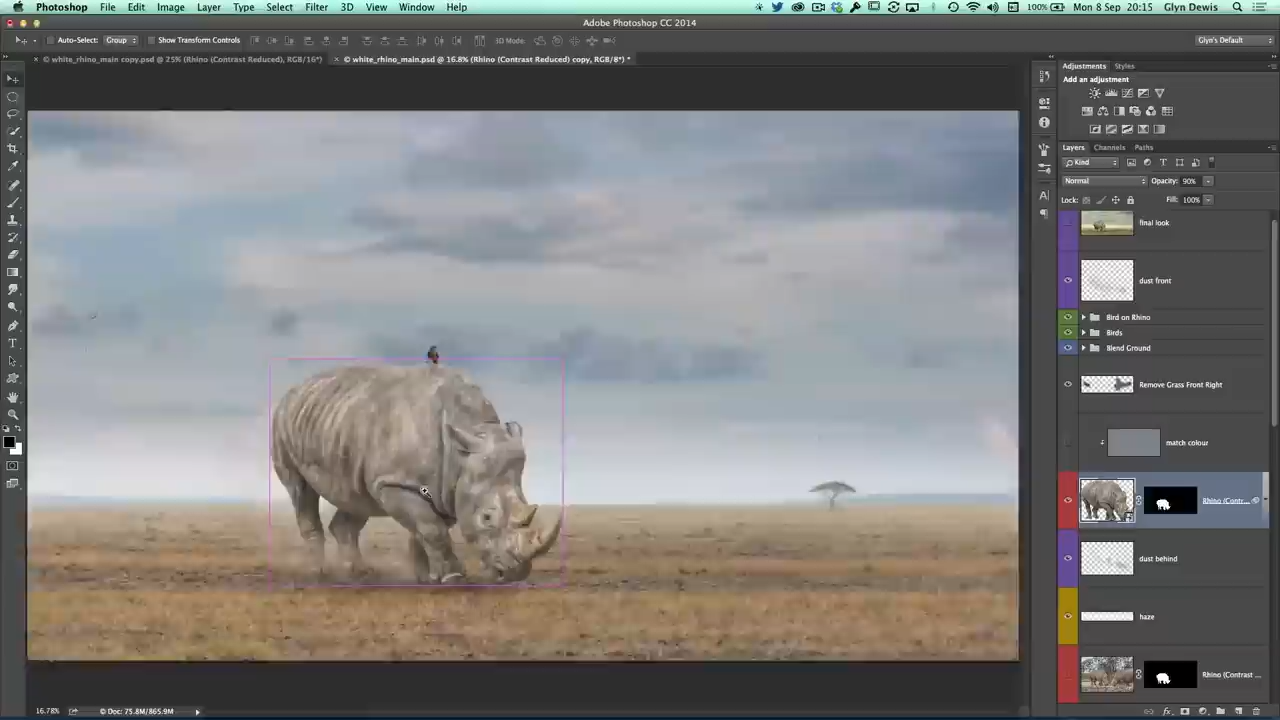 Photoshop File Edit Image Layer Type Select Filter 3D View Window Help 100% Mon 8 Sep 20:15 Glyn Dewis
Adobe Photoshop CC 2014
Auto-Select: Group Show Transform Controls 3D Mode: Glyn's Default
× © white_rhino_main copy.psd @ 25% (Rhino (Contrast Reduced), RGB/16*) × © white_rhino_main.psd @ 16.8% (Rhino (Contrast Reduced) copy, RGB/8*) *
Adjustments Styles
Add an adjustment
Layers Channels Paths
Kind
Normal Opacity: 90%
Lock: Fill: 100%
final look
dust front
Bird on Rhino
Birds
Blend Ground
Remove Grass Front Right
match colour
Rhino (Contr...
dust behind
haze
Rhino (Contrast ...
16.78% © Doc: 75.8M/865.9M